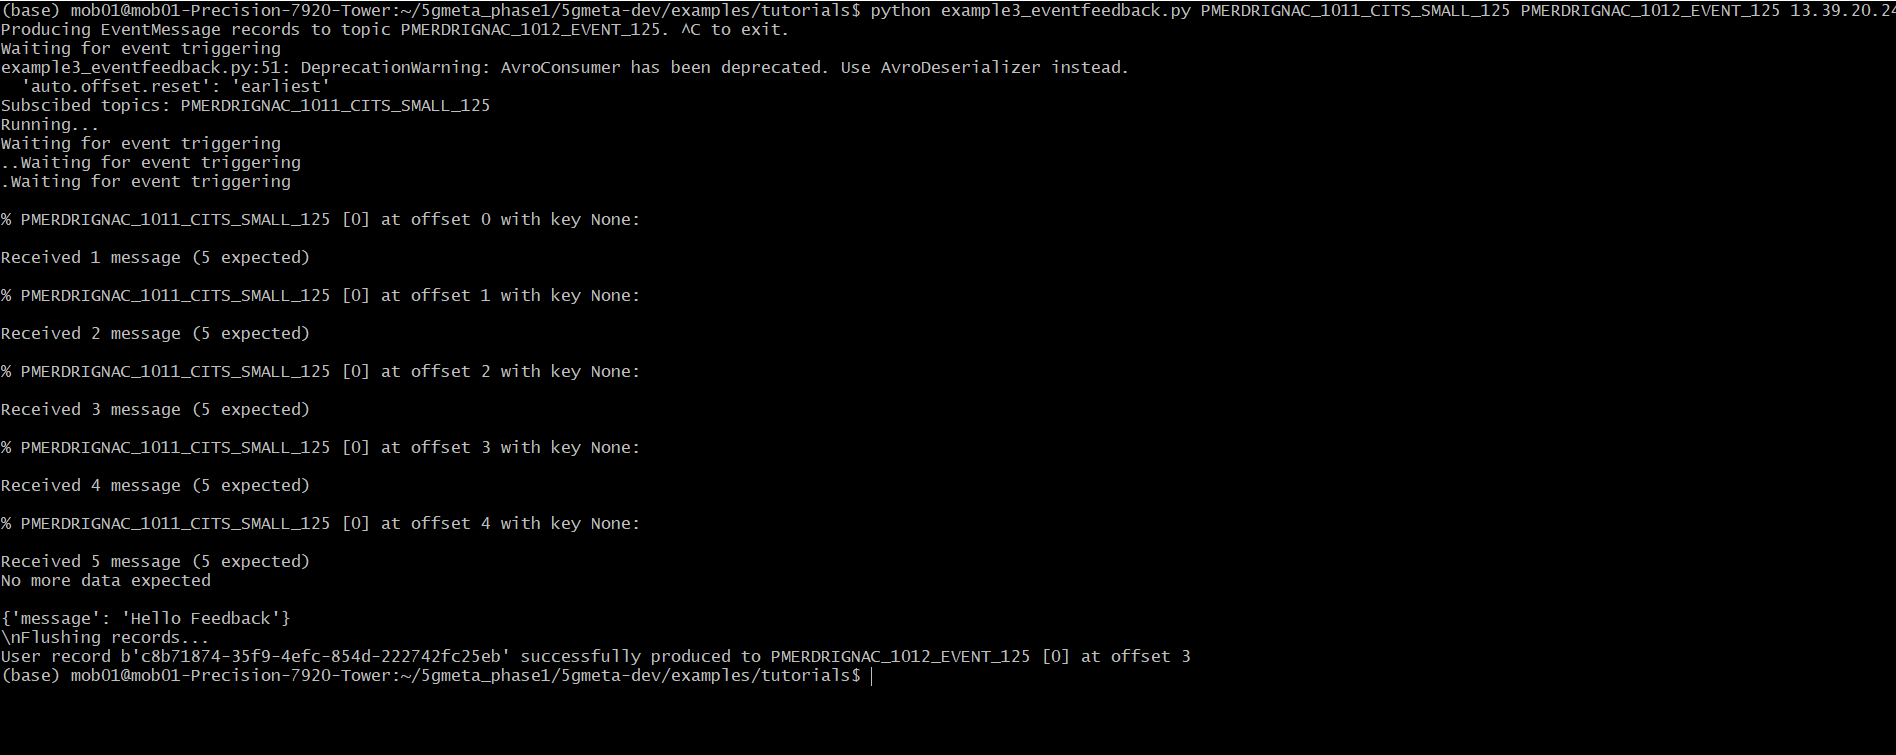 (base) mob01@mob01-Precision-7920-Tower:~/5gmeta_phase1/5gmeta-dev/examples/tutorials$ python example3_eventfeedback.py PMERDRIGNAC_1011_CITS_SMALL_125 PMERDRIGNAC_1012_EVENT_125 13.39.20.24
Producing EventMessage records to topic PMERDRIGNAC_1012_EVENT_125. ^C to exit.
Waiting for event triggering
example3_eventfeedback.py:51: DeprecationWarning: AvroConsumer has been deprecated. Use AvroDeserializer instead.
  'auto.offset.reset': 'earliest'
Subscibed topics: PMERDRIGNAC_1011_CITS_SMALL_125
Running...
Waiting for event triggering
..Waiting for event triggering
.Waiting for event triggering
% PMERDRIGNAC_1011_CITS_SMALL_125 [0] at offset 0 with key None:
Received 1 message (5 expected)
% PMERDRIGNAC_1011_CITS_SMALL_125 [0] at offset 1 with key None:
Received 2 message (5 expected)
% PMERDRIGNAC_1011_CITS_SMALL_125 [0] at offset 2 with key None:
Received 3 message (5 expected)
% PMERDRIGNAC_1011_CITS_SMALL_125 [0] at offset 3 with key None:
Received 4 message (5 expected)
% PMERDRIGNAC_1011_CITS_SMALL_125 [0] at offset 4 with key None:
Received 5 message (5 expected)
No more data expected
{'message': 'Hello Feedback'}
\nFlushing records...
User record b'c8b71874-35f9-4efc-854d-222742fc25eb' successfully produced to PMERDRIGNAC_1012_EVENT_125 [0] at offset 3
(base) mob01@mob01-Precision-7920-Tower:~/5gmeta_phase1/5gmeta-dev/examples/tutorials$